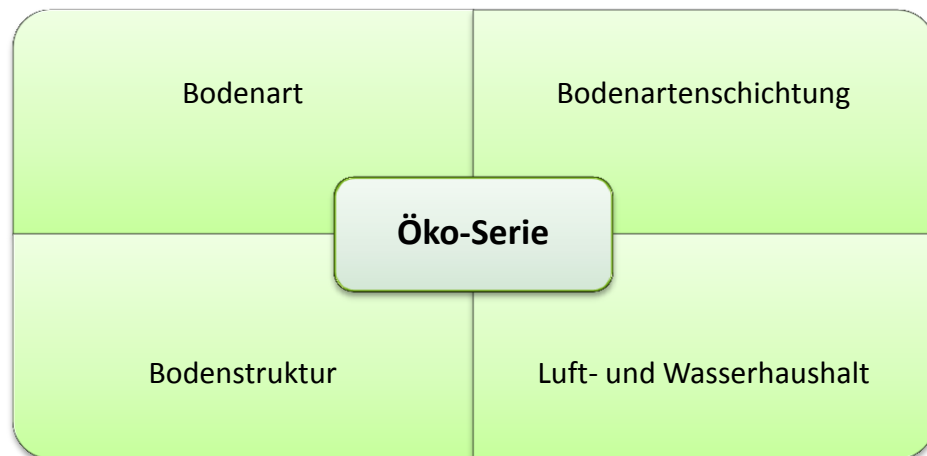 Bodenart
Bodenartenschichtung
Öko-Serie
Bodenstruktur
Luft- und Wasserhaushalt